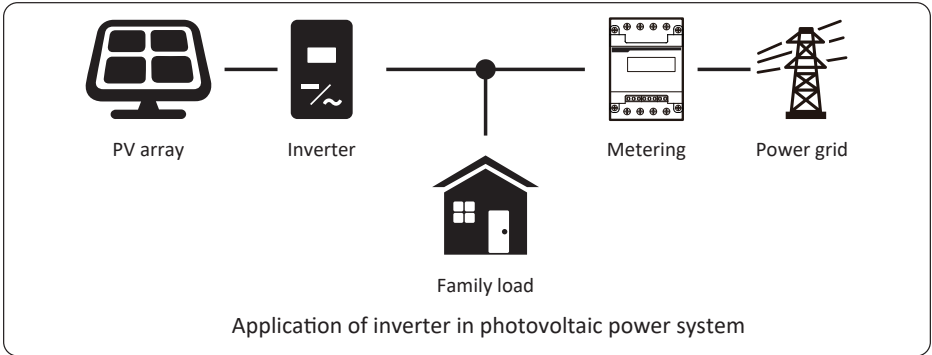 PV array
Inverter
Metering
Power grid
Family load
Application of inverter in photovoltaic power system